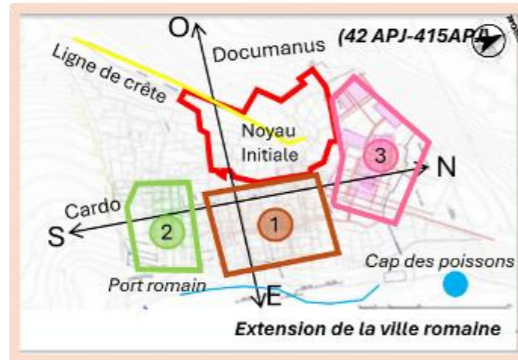 O
Documanus
(42 APJ-415APJ)
Ligne de crête
Noyau
Initiale
3
N
Cardo
S
2
1
Port romain
E
Cap des poissons
Extension de la ville romaine